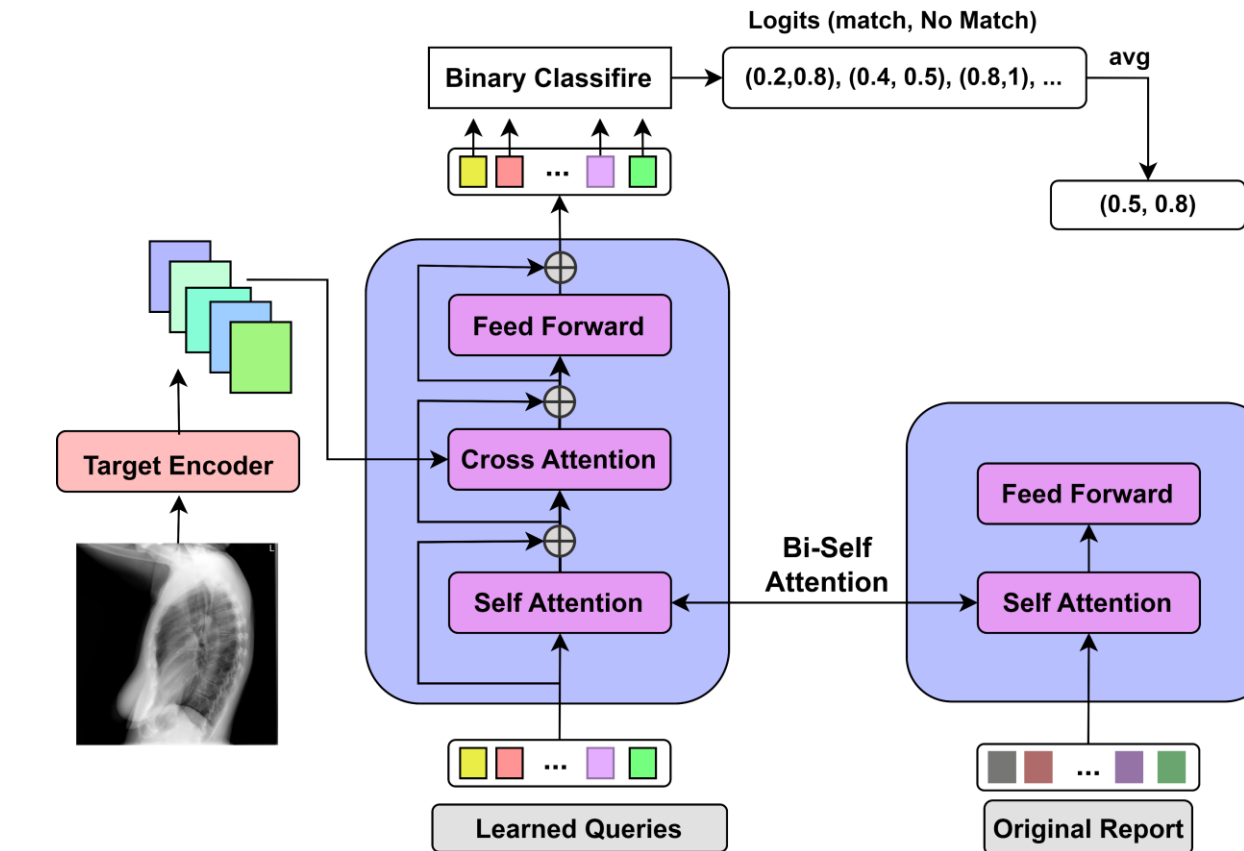 Logits (match, No Match)
Binary Classifire
(0.2,0.8), (0.4, 0.5), (0.8,1), ...
avg
...
(0.5, 0.8)
Feed Forward
Target Encoder
Cross Attention
Feed Forward
L
Bi-Self
Attention
Self Attention
Self Attention
...
...
Learned Queries
Original Report